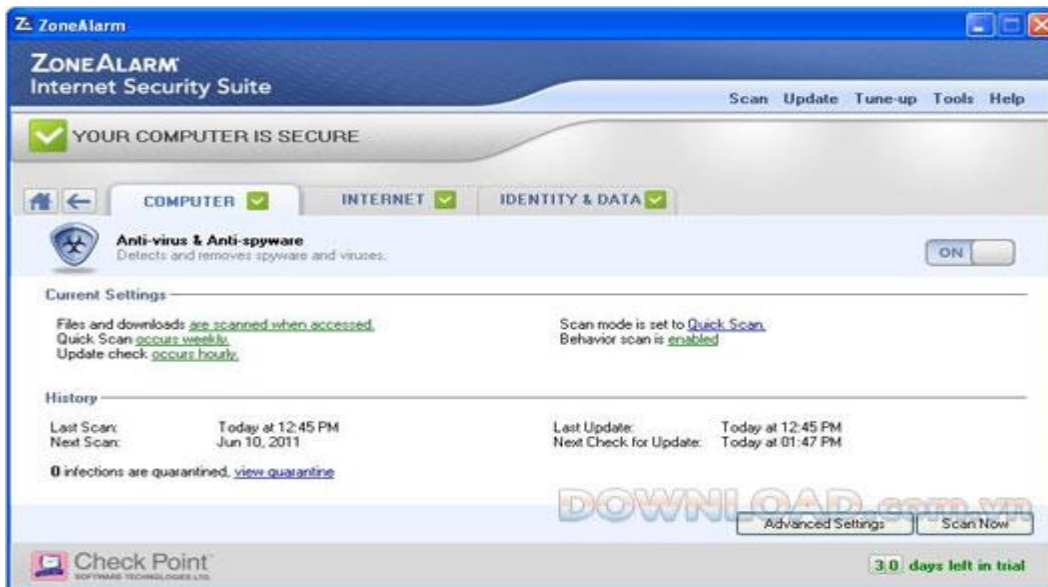 ZoneAlarm
ZONEALARM
Internet Security Suite
Scan Update Tune-up Tools Help
YOUR COMPUTER IS SECURE
COMPUTER INTERNET IDENTITY & DATA
Anti-virus & Anti-spyware
Detects and removes spyware and viruses.
ON
Current Settings
Files and downloads are scanned when accessed. Scan mode is set to Quick Scan.
Quick Scan occurs weekly. Behavior scan is enabled
Update check occurs hourly.
History
Last Scan: Today at 12:45 PM Last Update: Today at 12:45 PM
Next Scan: Jun 10, 2011 Next Check for Update: Today at 01:47 PM
0 infections are quarantined, view quarantine
DOWNLOAD.com.vn
Advanced Settings Scan Now
Check Point
SOFTWARE TECHNOLOGIES LTD.
30 days left in trial